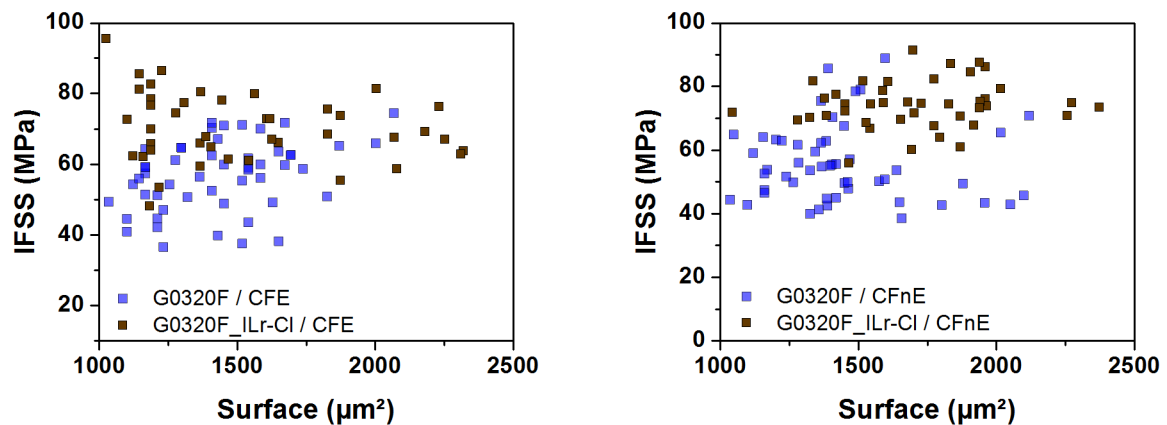 100
80
60
40
20
IFSS (MPa)
G0320F / CFE
G0320F_ILr-Cl / CFE
1000
1500
2000
2500
Surface (µm²)
100
80
60
40
20
0
IFSS (MPa)
G0320F / CFnE
G0320F_ILr-Cl / CFnE
1000
1500
2000
2500
Surface (µm²)